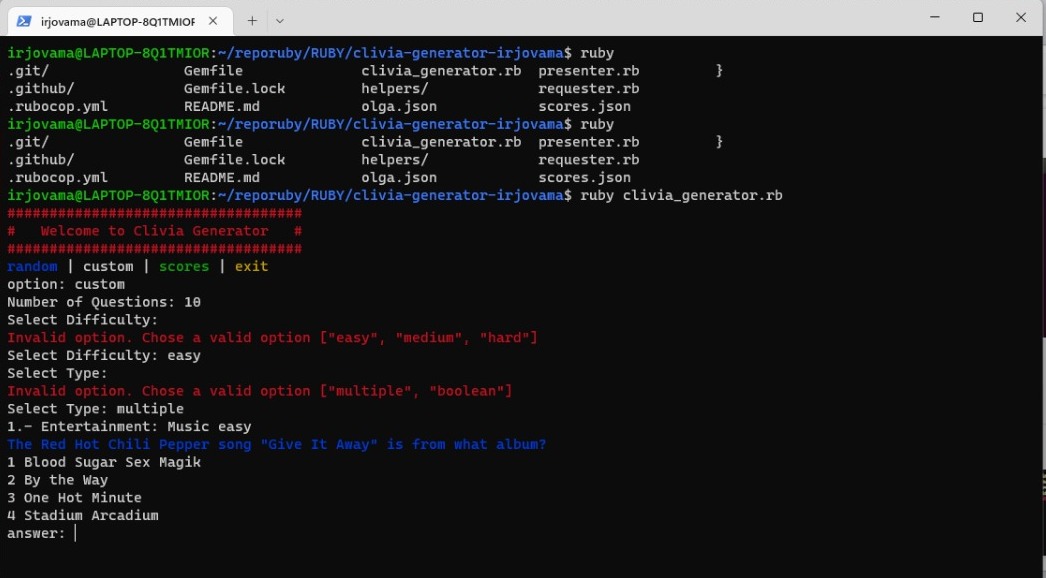 irjovama@LAPTOP-8Q1TMIOR
irjovama@LAPTOP-8Q1TMIOR:~/reporuby/RUBY/clivia-generator-irjovama$ ruby
.git/ Gemfile clivia_generator.rb presenter.rb }
.github/ Gemfile.lock helpers/ requester.rb
.rubocop.yml README.md olga.json scores.json
irjovama@LAPTOP-8Q1TMIOR:~/reporuby/RUBY/clivia-generator-irjovama$ ruby
.git/ Gemfile clivia_generator.rb presenter.rb }
.github/ Gemfile.lock helpers/ requester.rb
.rubocop.yml README.md olga.json scores.json
irjovama@LAPTOP-8Q1TMIOR:~/reporuby/RUBY/clivia-generator-irjovama$ ruby clivia_generator.rb
###################################
#   Welcome to Clivia Generator   #
###################################
random | custom | scores | exit
option: custom
Number of Questions: 10
Select Difficulty:
Invalid option. Chose a valid option ["easy", "medium", "hard"]
Select Difficulty: easy
Select Type:
Invalid option. Chose a valid option ["multiple", "boolean"]
Select Type: multiple
1.- Entertainment: Music easy
The Red Hot Chili Pepper song "Give It Away" is from what album?
1 Blood Sugar Sex Magik
2 By the Way
3 One Hot Minute
4 Stadium Arcadium
answer: